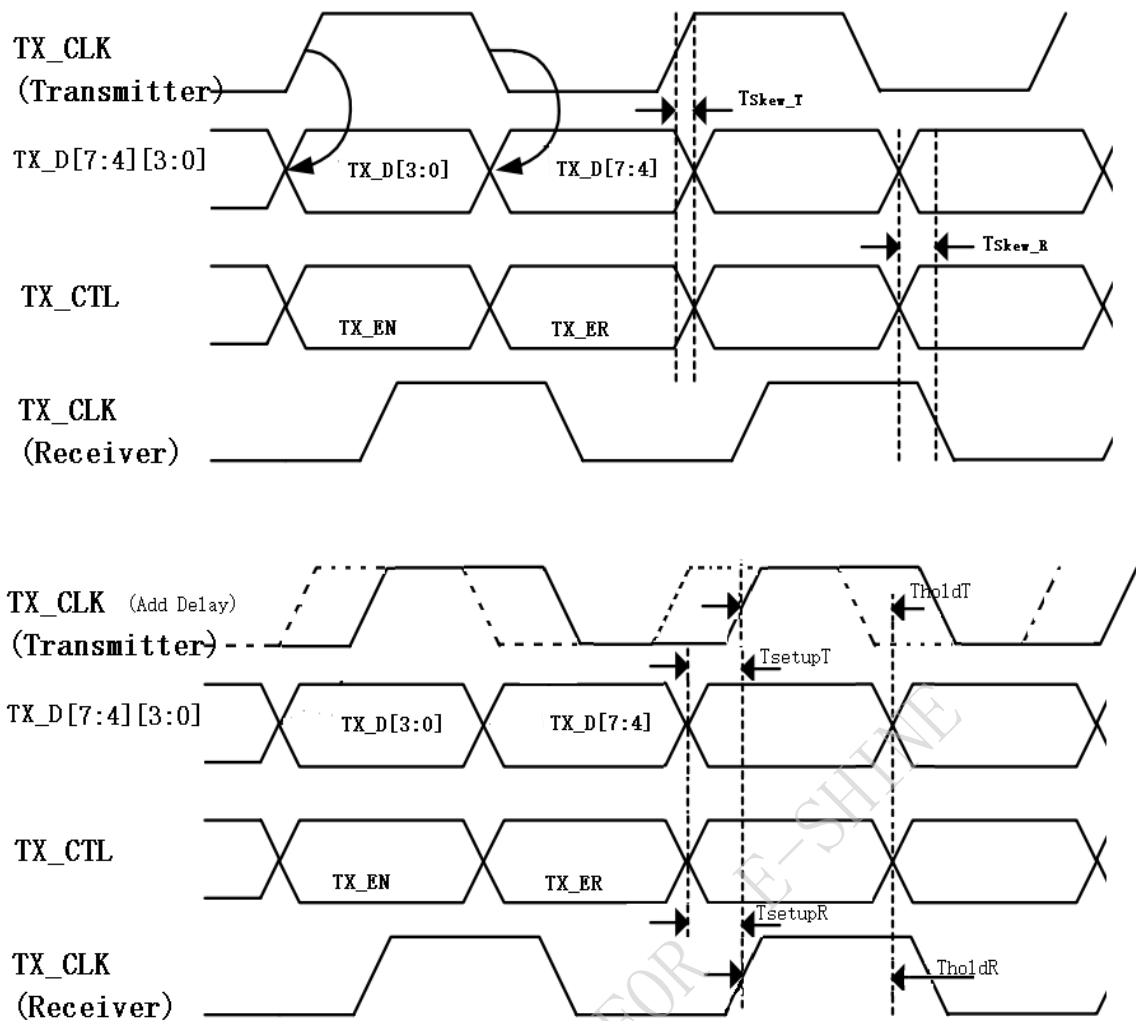 TX_CLK
(Transmitter)
Tskew_T
TX_D[7:4][3:0]
TX_D[3:0]
TX_D[7:4]
Tskew_R
TX_CTL
TX_EN
TX_ER
TX_CLK
(Receiver)
TX_CLK (Add Delay)
(Transmitter)
TholdT
TsetupT
TX_D[7:4][3:0]
TX_D[3:0]
TX_D[7:4]
TX_CTL
TX_EN
TX_ER
TsetupR
TX_CLK
(Receiver)
TholdR
FOR E-SHINE